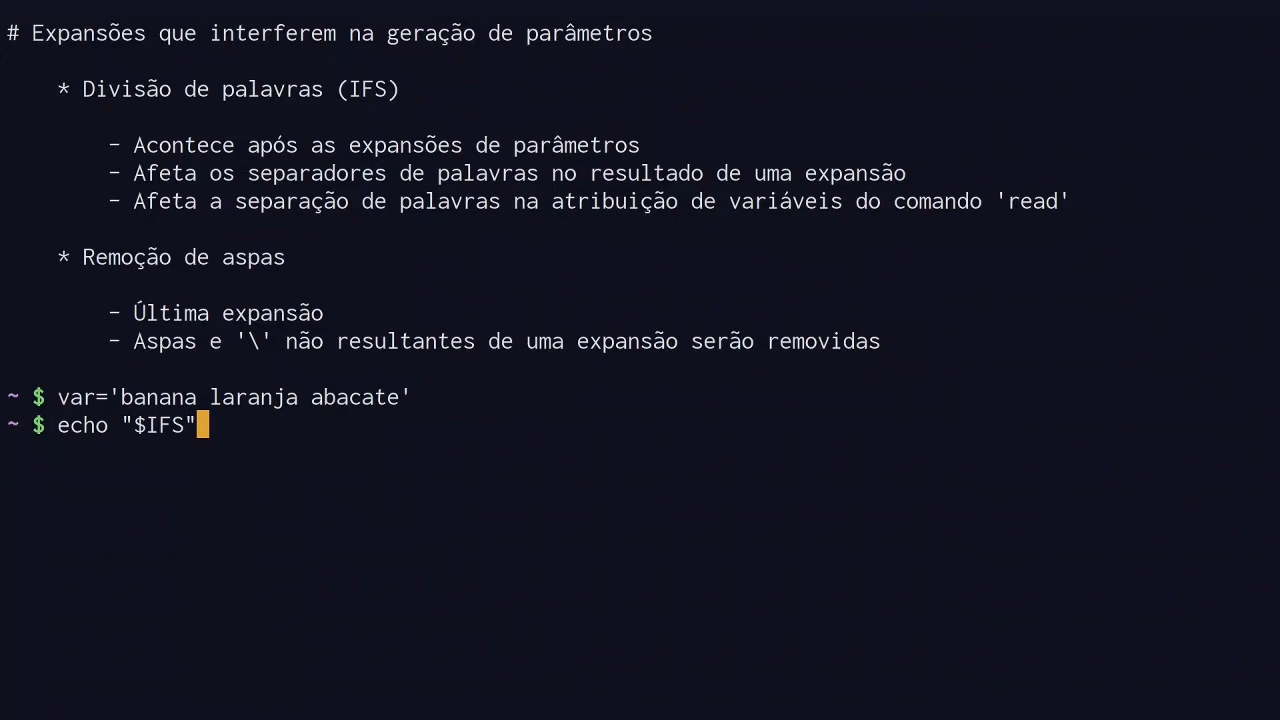 # Expansões que interferem na geração de parâmetros
* Divisão de palavras (IFS)
- Acontece após as expansões de parâmetros
- Afeta os separadores de palavras no resultado de uma expansão
- Afeta a separação de palavras na atribuição de variáveis do comando 'read'
* Remoção de aspas
- Última expansão
- Aspas e '\' não resultantes de uma expansão serão removidas
~ $ var='banana laranja abacate'
~ $ echo "$IFS"